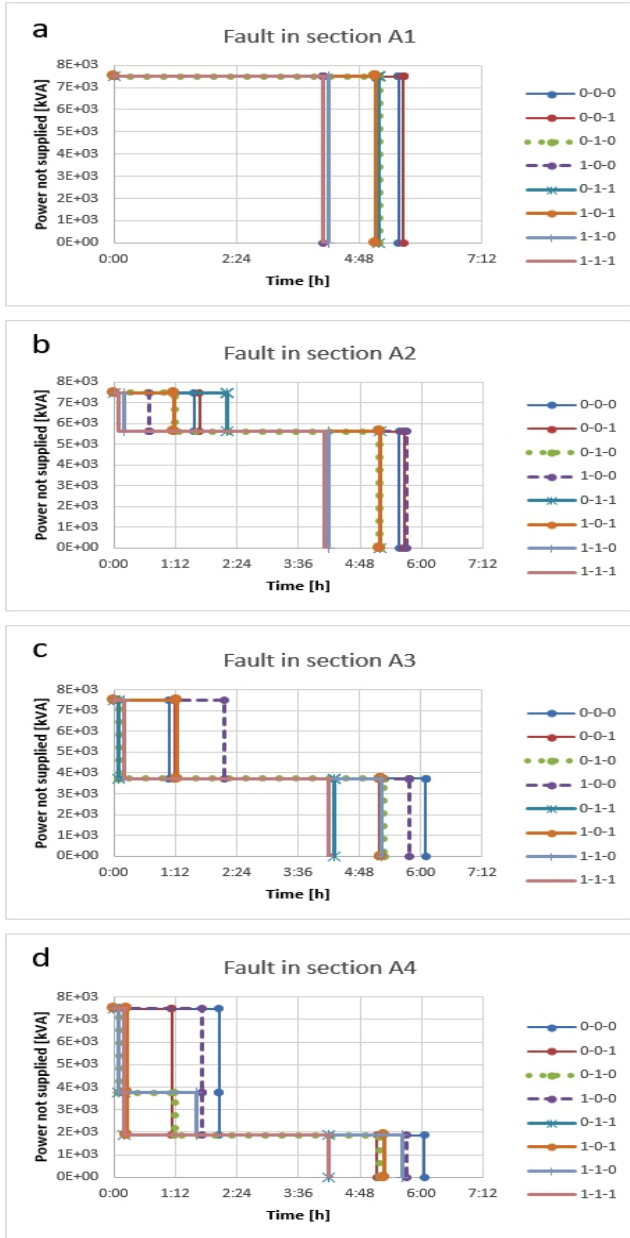 a
Fault in section A1
Power not supplied [kVA]
8E+03
7E+03
6E+03
5E+03
4E+03
3E+03
2E+03
1E+03
0E+00
0:00 2:24 4:48 7:12
Time [h]
0-0-0
0-0-1
0-1-0
1-0-0
0-1-1
1-0-1
1-1-0
1-1-1
b
Fault in section A2
Power not supplied [kVA]
8E+03
7E+03
6E+03
5E+03
4E+03
3E+03
2E+03
1E+03
0E+00
0:00 1:12 2:24 3:36 4:48 6:00 7:12
Time [h]
0-0-0
0-0-1
0-1-0
1-0-0
0-1-1
1-0-1
1-1-0
1-1-1
c
Fault in section A3
Power not supplied [kVA]
8E+03
7E+03
6E+03
5E+03
4E+03
3E+03
2E+03
1E+03
0E+00
0:00 1:12 2:24 3:36 4:48 6:00 7:12
Time [h]
0-0-0
0-0-1
0-1-0
1-0-0
0-1-1
1-0-1
1-1-0
1-1-1
d
Fault in section A4
Power not supplied [kVA]
8E+03
7E+03
6E+03
5E+03
4E+03
3E+03
2E+03
1E+03
0E+00
0:00 1:12 2:24 3:36 4:48 6:00 7:12
Time [h]
0-0-0
0-0-1
0-1-0
1-0-0
0-1-1
1-0-1
1-1-0
1-1-1